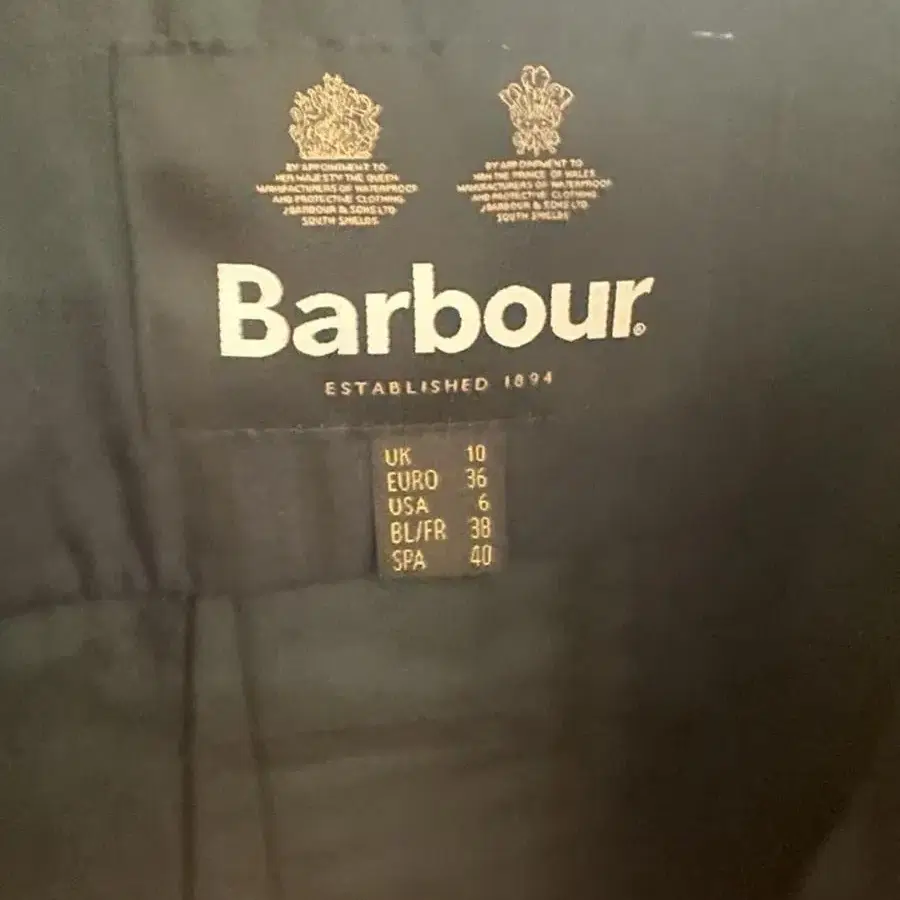 BY APPOINTMENT TO
HER MAJESTY THE QUEEN
MANUFACTURERS OF WATERPROOF
AND PROTECTIVE CLOTHING
J BARBOUR & SONS LTD
SOUTH SHIELDS
BY APPOINTMENT TO
HRH THE PRINCE OF WALES
MANUFACTURERS OF WATERPROOF
AND PROTECTIVE CLOTHING
J BARBOUR & SONS LTD
SOUTH SHIELDS
Barbour®
ESTABLISHED 1894
UK 10
EURO 36
USA 6
BL/FR 38
SPA 40